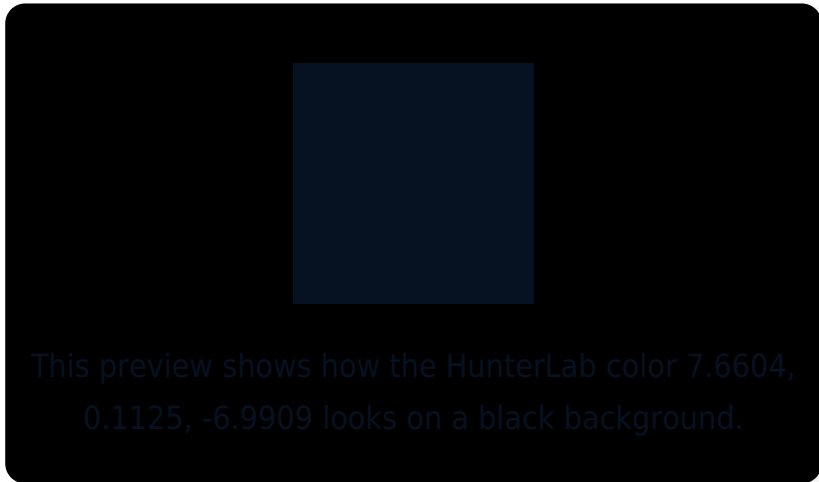 This preview shows how the HunterLab color 7.6604,
0.1125, -6.9909 looks on a black background.